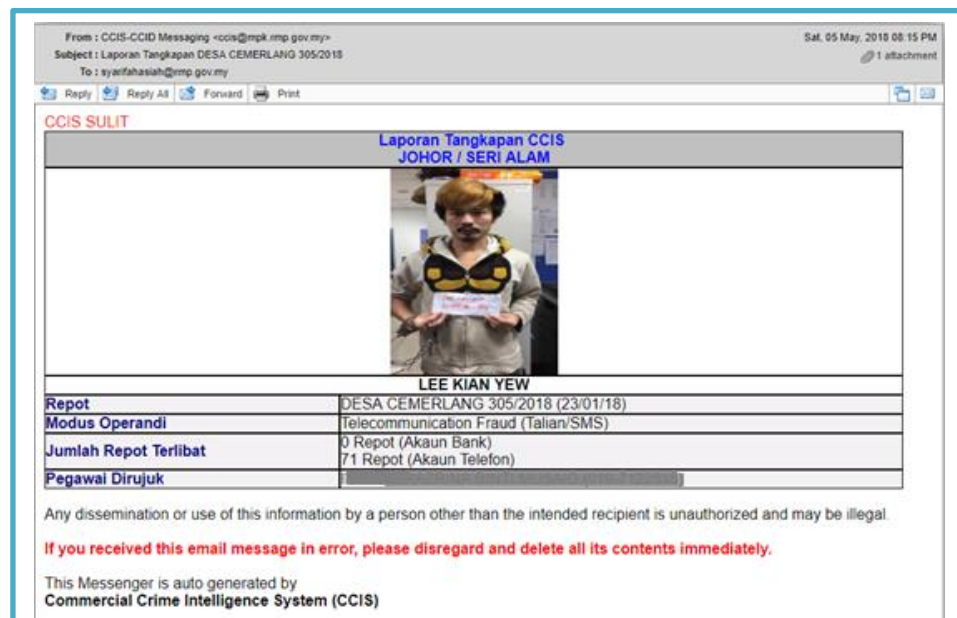 From : CCIS-CCID Messaging <ccis@mpk.rmp.gov.my>
Sat, 05 May, 2018 08:15 PM
Subject : Laporan Tangkapan DESA CEMERLANG 305/2018
1 attachment
To : syarifahasiah@rmp.gov.my
Reply Reply All Forward Print
CCIS SULIT
Laporan Tangkapan CCIS
JOHOR / SERI ALAM
LEE KIAN YEW
Repot DESA CEMERLANG 305/2018 (23/01/18)
Modus Operandi Telecommunication Fraud (Talian/SMS)
Jumlah Repot Terlibat 0 Repot (Akaun Bank)
71 Repot (Akaun Telefon)
Pegawai Dirujuk
Any dissemination or use of this information by a person other than the intended recipient is unauthorized and may be illegal.
If you received this email message in error, please disregard and delete all its contents immediately.
This Messenger is auto generated by
Commercial Crime Intelligence System (CCIS)